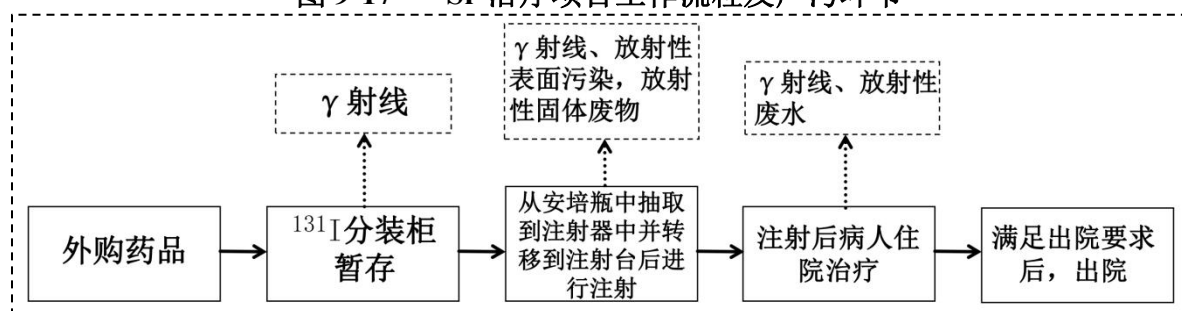 γ射线
γ射线、放射性
表面污染，放射
性固体废物
γ射线、放射性
废水
外购药品
¹³¹I分装柜
暂存
从安培瓶中抽取
到注射器中并转
移到注射台后进
行注射
注射后病人住
院治疗
满足出院要求
后，出院